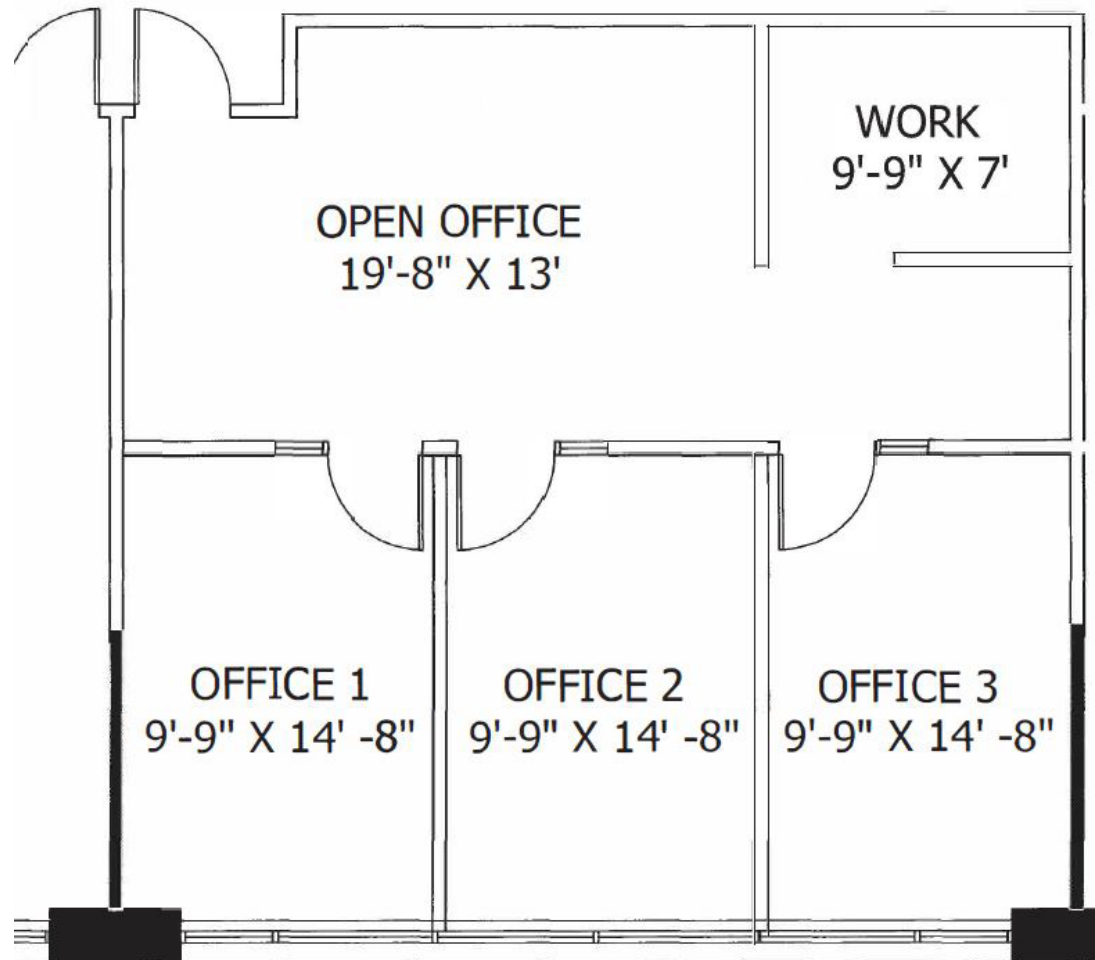 WORK
9'-9" X 7'
OPEN OFFICE
19'-8" X 13'
OFFICE 1
9'-9" X 14' -8"
OFFICE 2
9'-9" X 14' -8"
OFFICE 3
9'-9" X 14' -8"